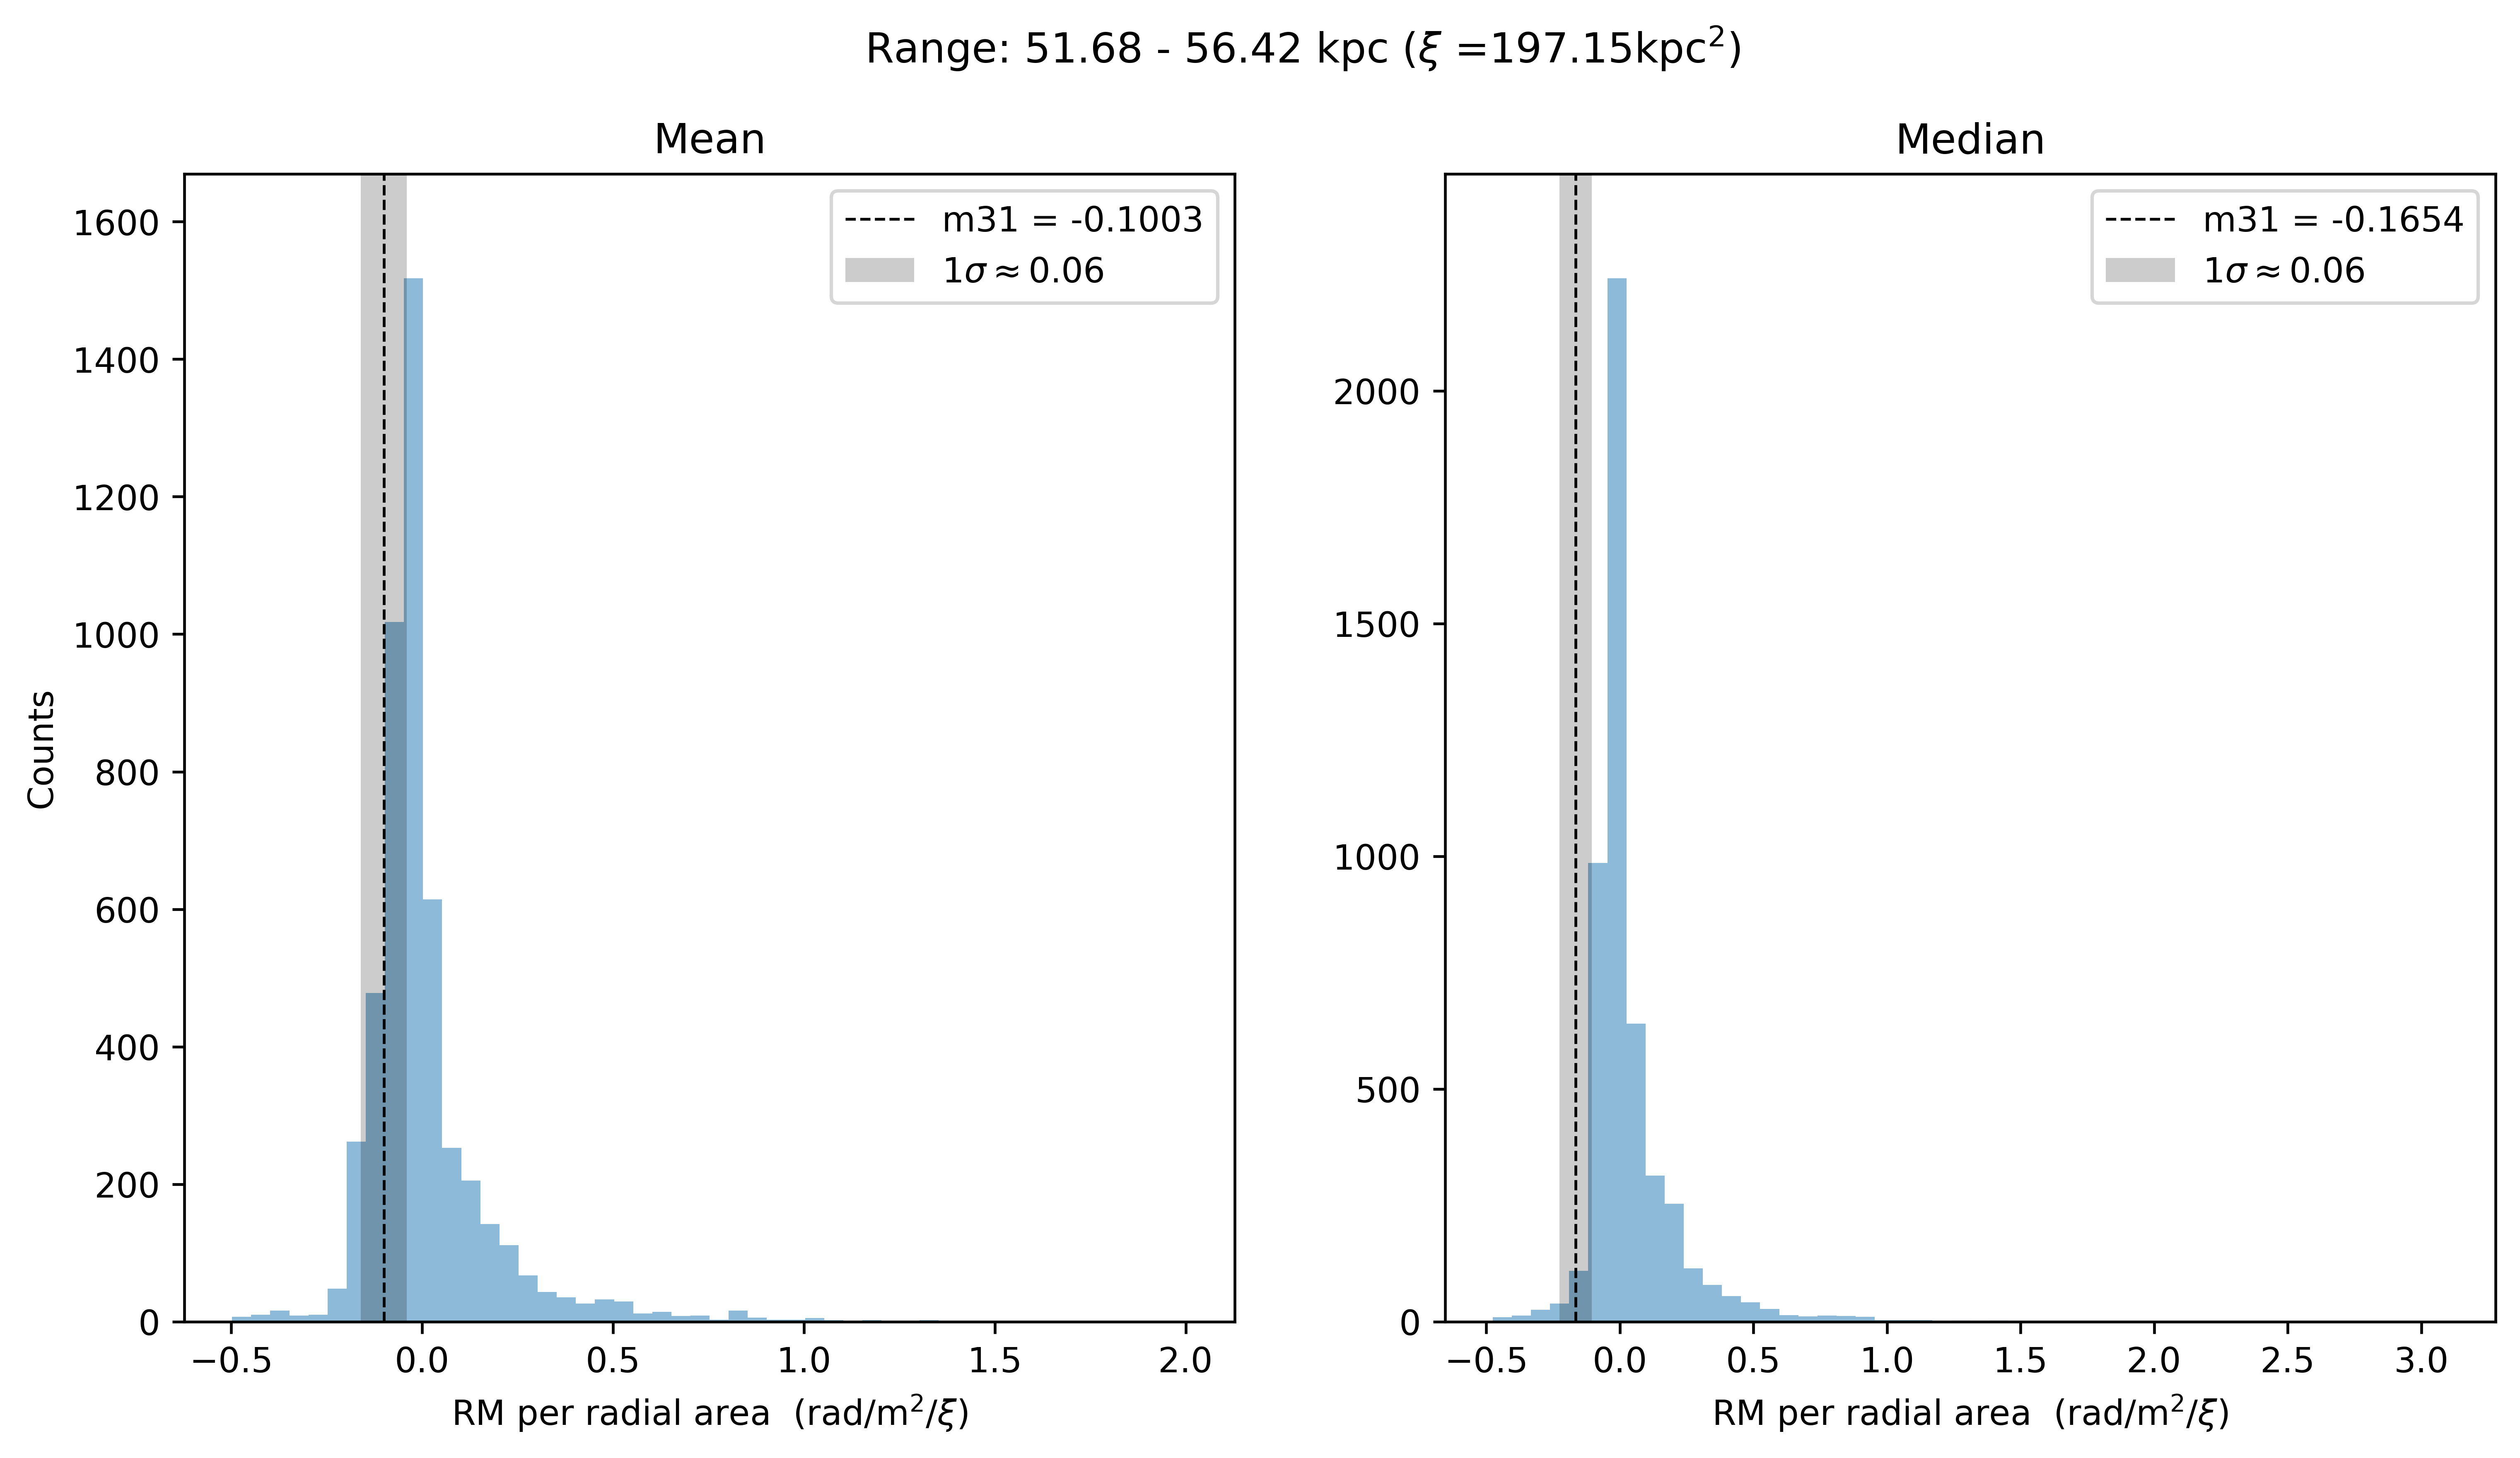 Range: 51.68 - 56.42 kpc (ξ =197.15kpc²)
Mean
m31 = -0.1003
1σ ≈ 0.06
1600
1400
1200
1000
800
600
400
200
0
Counts
−0.5 0.0 0.5 1.0 1.5 2.0
RM per radial area (rad/m²/ξ)
Median
m31 = -0.1654
1σ ≈ 0.06
2000
1500
1000
500
0
−0.5 0.0 0.5 1.0 1.5 2.0 2.5 3.0
RM per radial area (rad/m²/ξ)